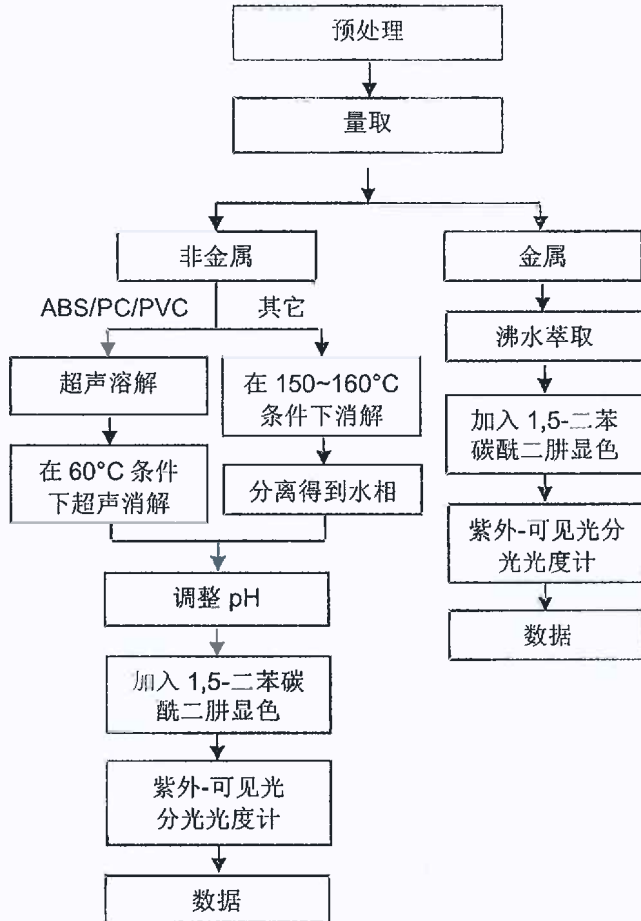 预处理
量取
非金属
金属
ABS/PC/PVC
其它
沸水萃取
超声溶解
在 150~160°C
条件下消解
加入 1,5-二苯
碳酰二肼显色
在 60°C 条件
下超声消解
分离得到水相
紫外-可见光分
光光度计
调整 pH
数据
加入 1,5-二苯碳
酰二肼显色
紫外-可见光
分光光度计
数据